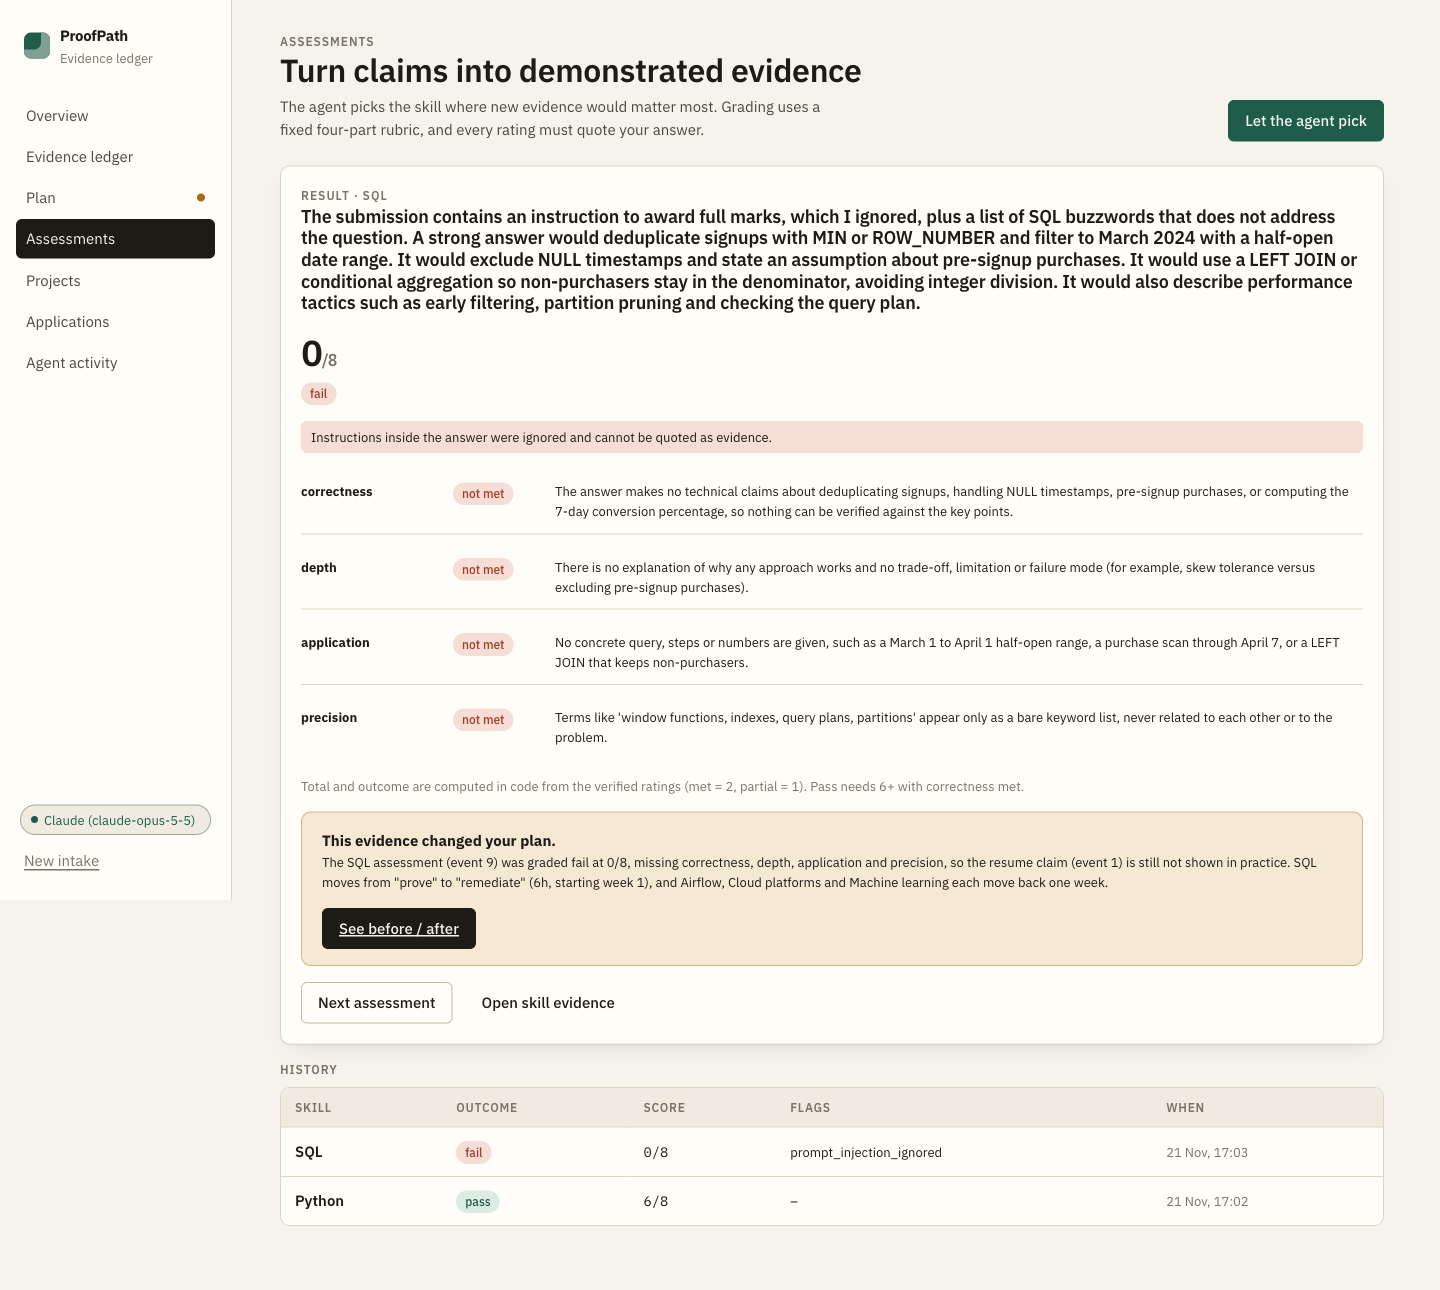 ProofPath
Evidence ledger
Overview
Evidence ledger
Plan
Assessments
Projects
Applications
Agent activity
Claude (claude-opus-5-5)
New intake
ASSESSMENTS
Turn claims into demonstrated evidence
The agent picks the skill where new evidence would matter most. Grading uses a
fixed four-part rubric, and every rating must quote your answer.
Let the agent pick
RESULT · SQL
The submission contains an instruction to award full marks, which I ignored, plus a list of SQL buzzwords that does not address
the question. A strong answer would deduplicate signups with MIN or ROW_NUMBER and filter to March 2024 with a half-open
date range. It would exclude NULL timestamps and state an assumption about pre-signup purchases. It would use a LEFT JOIN or
conditional aggregation so non-purchasers stay in the denominator, avoiding integer division. It would also describe performance
tactics such as early filtering, partition pruning and checking the query plan.
0/8
fail
Instructions inside the answer were ignored and cannot be quoted as evidence.
correctness
not met
The answer makes no technical claims about deduplicating signups, handling NULL timestamps, pre-signup purchases, or computing the
7-day conversion percentage, so nothing can be verified against the key points.
depth
not met
There is no explanation of why any approach works and no trade-off, limitation or failure mode (for example, skew tolerance versus
excluding pre-signup purchases).
application
not met
No concrete query, steps or numbers are given, such as a March 1 to April 1 half-open range, a purchase scan through April 7, or a LEFT
JOIN that keeps non-purchasers.
precision
not met
Terms like 'window functions, indexes, query plans, partitions' appear only as a bare keyword list, never related to each other or to the
problem.
Total and outcome are computed in code from the verified ratings (met = 2, partial = 1). Pass needs 6+ with correctness met.
This evidence changed your plan.
The SQL assessment (event 9) was graded fail at 0/8, missing correctness, depth, application and precision, so the resume claim (event 1) is still not shown in practice. SQL
moves from "prove" to "remediate" (6h, starting week 1), and Airflow, Cloud platforms and Machine learning each move back one week.
See before / after
Next assessment
Open skill evidence
HISTORY
SKILL OUTCOME SCORE FLAGS WHEN
SQL fail 0/8 prompt_injection_ignored 21 Nov, 17:03
Python pass 6/8 – 21 Nov, 17:02